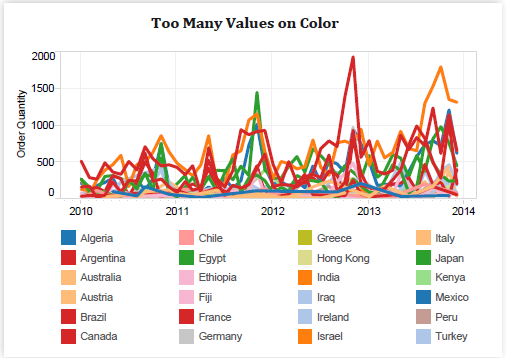 Too Many Values on Color
2000
1500
1000
500
0
Order Quantity
2010 2011 2012 2013 2014
Algeria Chile Greece Italy
Argentina Egypt Hong Kong Japan
Australia Ethiopia India Kenya
Austria Fiji Iraq Mexico
Brazil France Ireland Peru
Canada Germany Israel Turkey